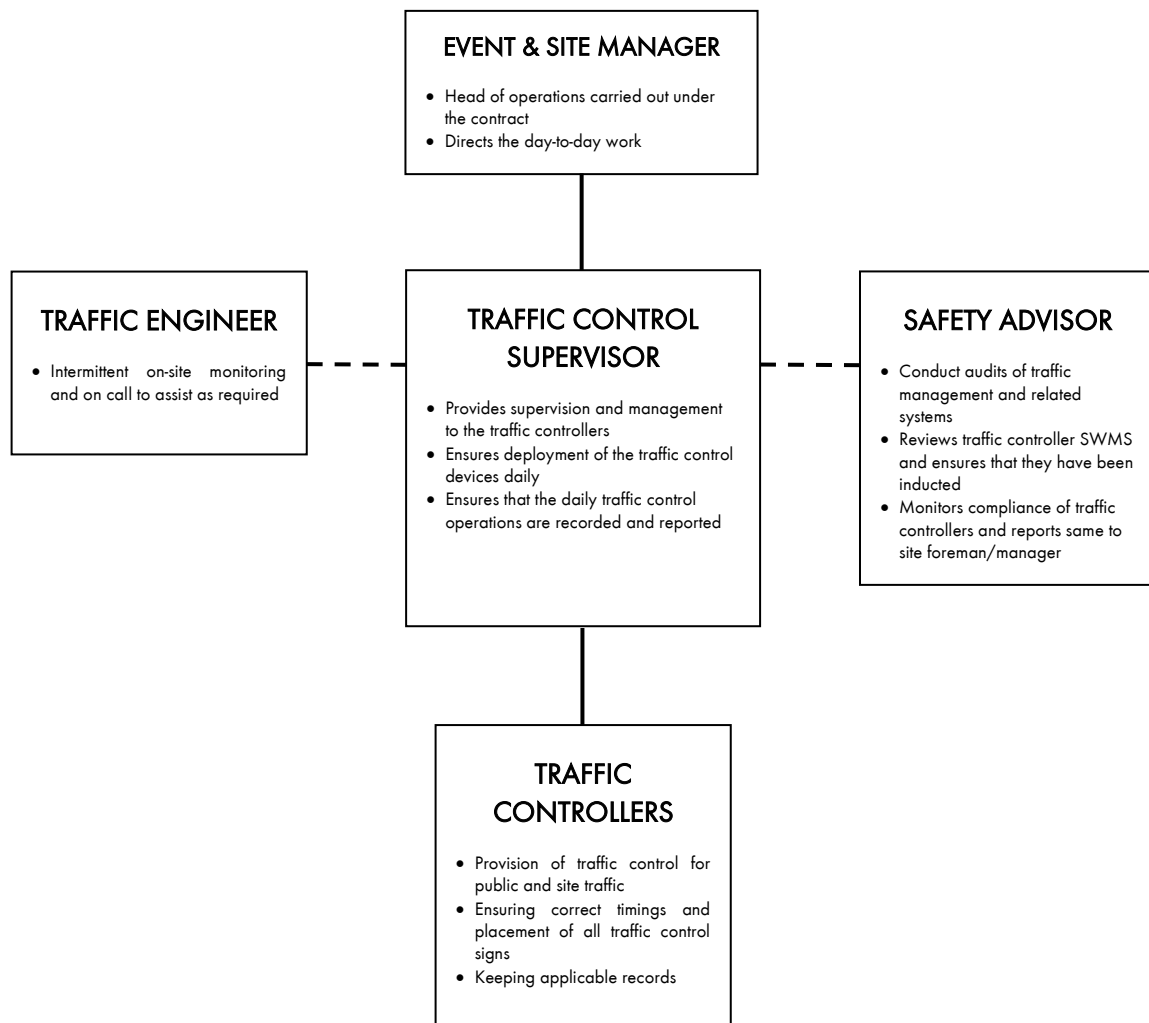 EVENT & SITE MANAGER
• Head of operations carried out under
the contract
• Directs the day-to-day work
TRAFFIC ENGINEER
• Intermittent on-site monitoring
and on call to assist as required
TRAFFIC CONTROL
SUPERVISOR
• Provides supervision and management
to the traffic controllers
• Ensures deployment of the traffic control
devices daily
• Ensures that the daily traffic control
operations are recorded and reported
SAFETY ADVISOR
• Conduct audits of traffic
management and related
systems
• Reviews traffic controller SWMS
and ensures that they have been
inducted
• Monitors compliance of traffic
controllers and reports same to
site foreman/manager
TRAFFIC
CONTROLLERS
• Provision of traffic control for
public and site traffic
• Ensuring correct timings and
placement of all traffic control
signs
• Keeping applicable records